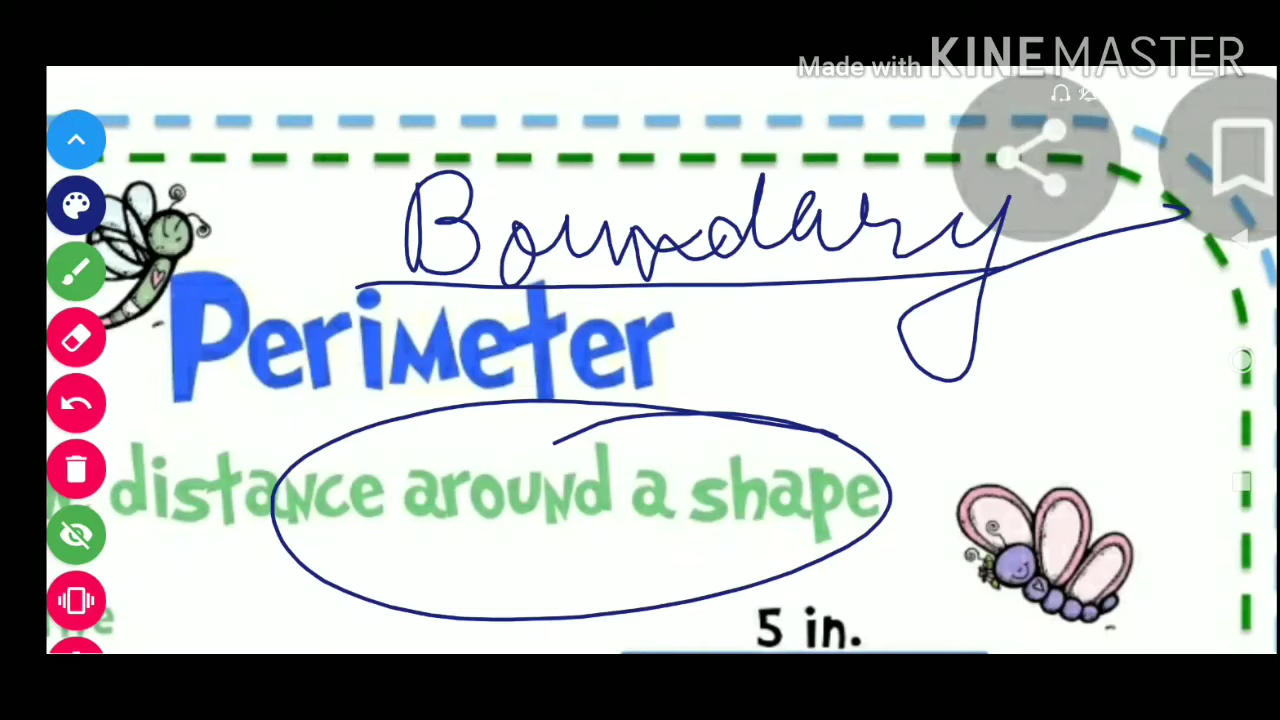 Made with KINEMASTER
Boundary
Perimeter
distance around a shape
5 in.